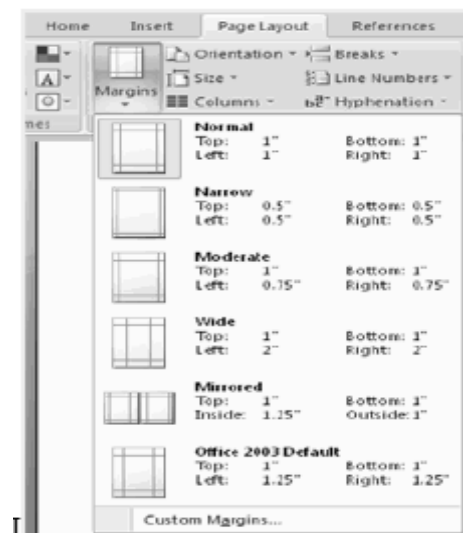 Home Insert Page Layout References
Orientation Breaks
A Size Line Numbers
Margins
Columns Hyphenation
mes
Normal
Top: 1" Bottom: 1"
Left: 1" Right: 1"
Narrow
Top: 0.5" Bottom: 0.5"
Left: 0.5" Right: 0.5"
Moderate
Top: 1" Bottom: 1"
Left: 0.75" Right: 0.75"
Wide
Top: 1" Bottom: 1"
Left: 2" Right: 2"
Mirrored
Top: 1" Bottom: 1"
Inside: 1.25" Outside: 1"
Office 2003 Default
Top: 1" Bottom: 1"
Left: 1.25" Right: 1.25"
Custom Margins...